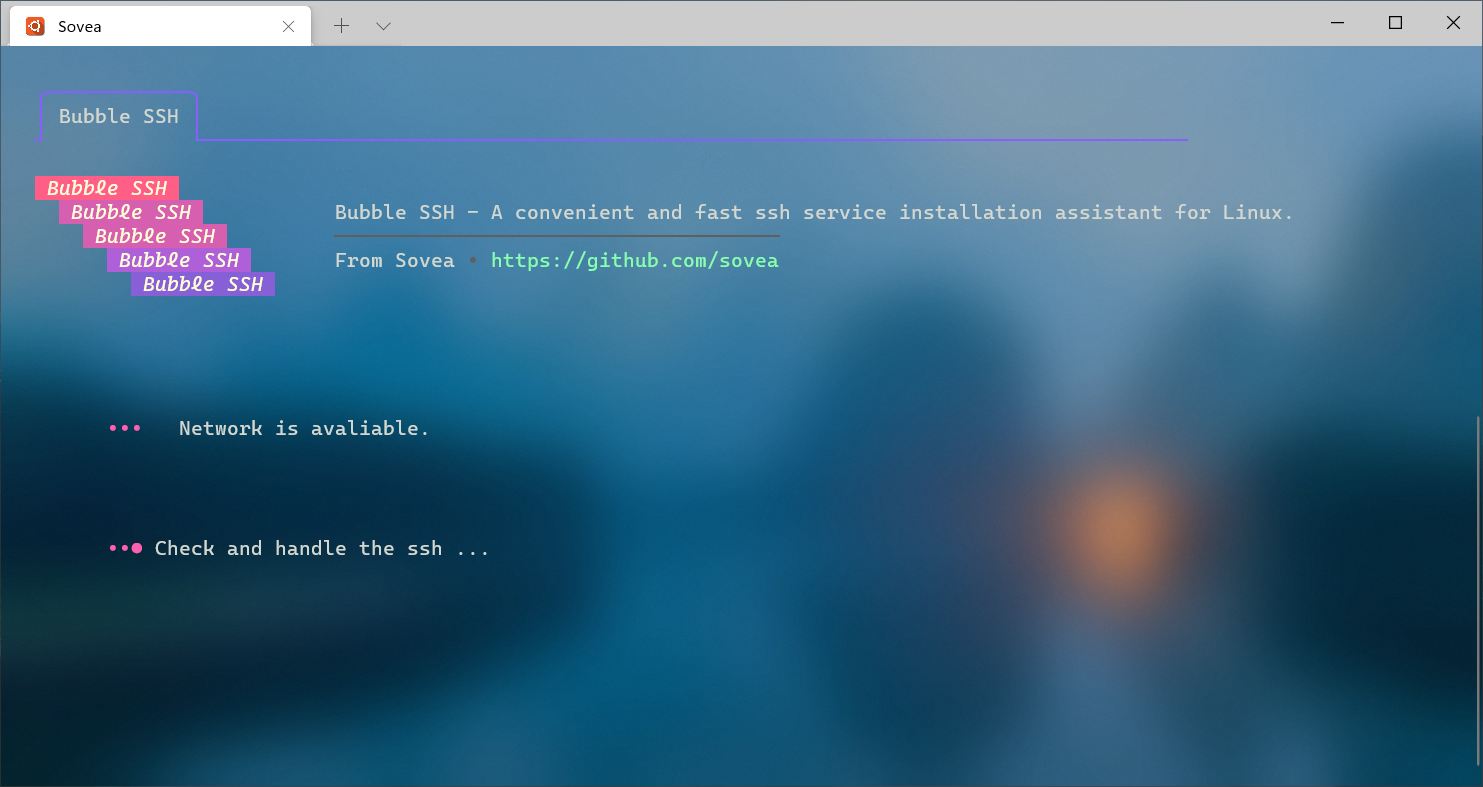 Sovea
Bubble SSH
Bubble SSH
Bubble SSH
Bubble SSH
Bubble SSH
Bubble SSH
Bubble SSH - A convenient and fast ssh service installation assistant for Linux.
From Sovea • https://github.com/sovea
••• Network is avaliable.
••● Check and handle the ssh ...